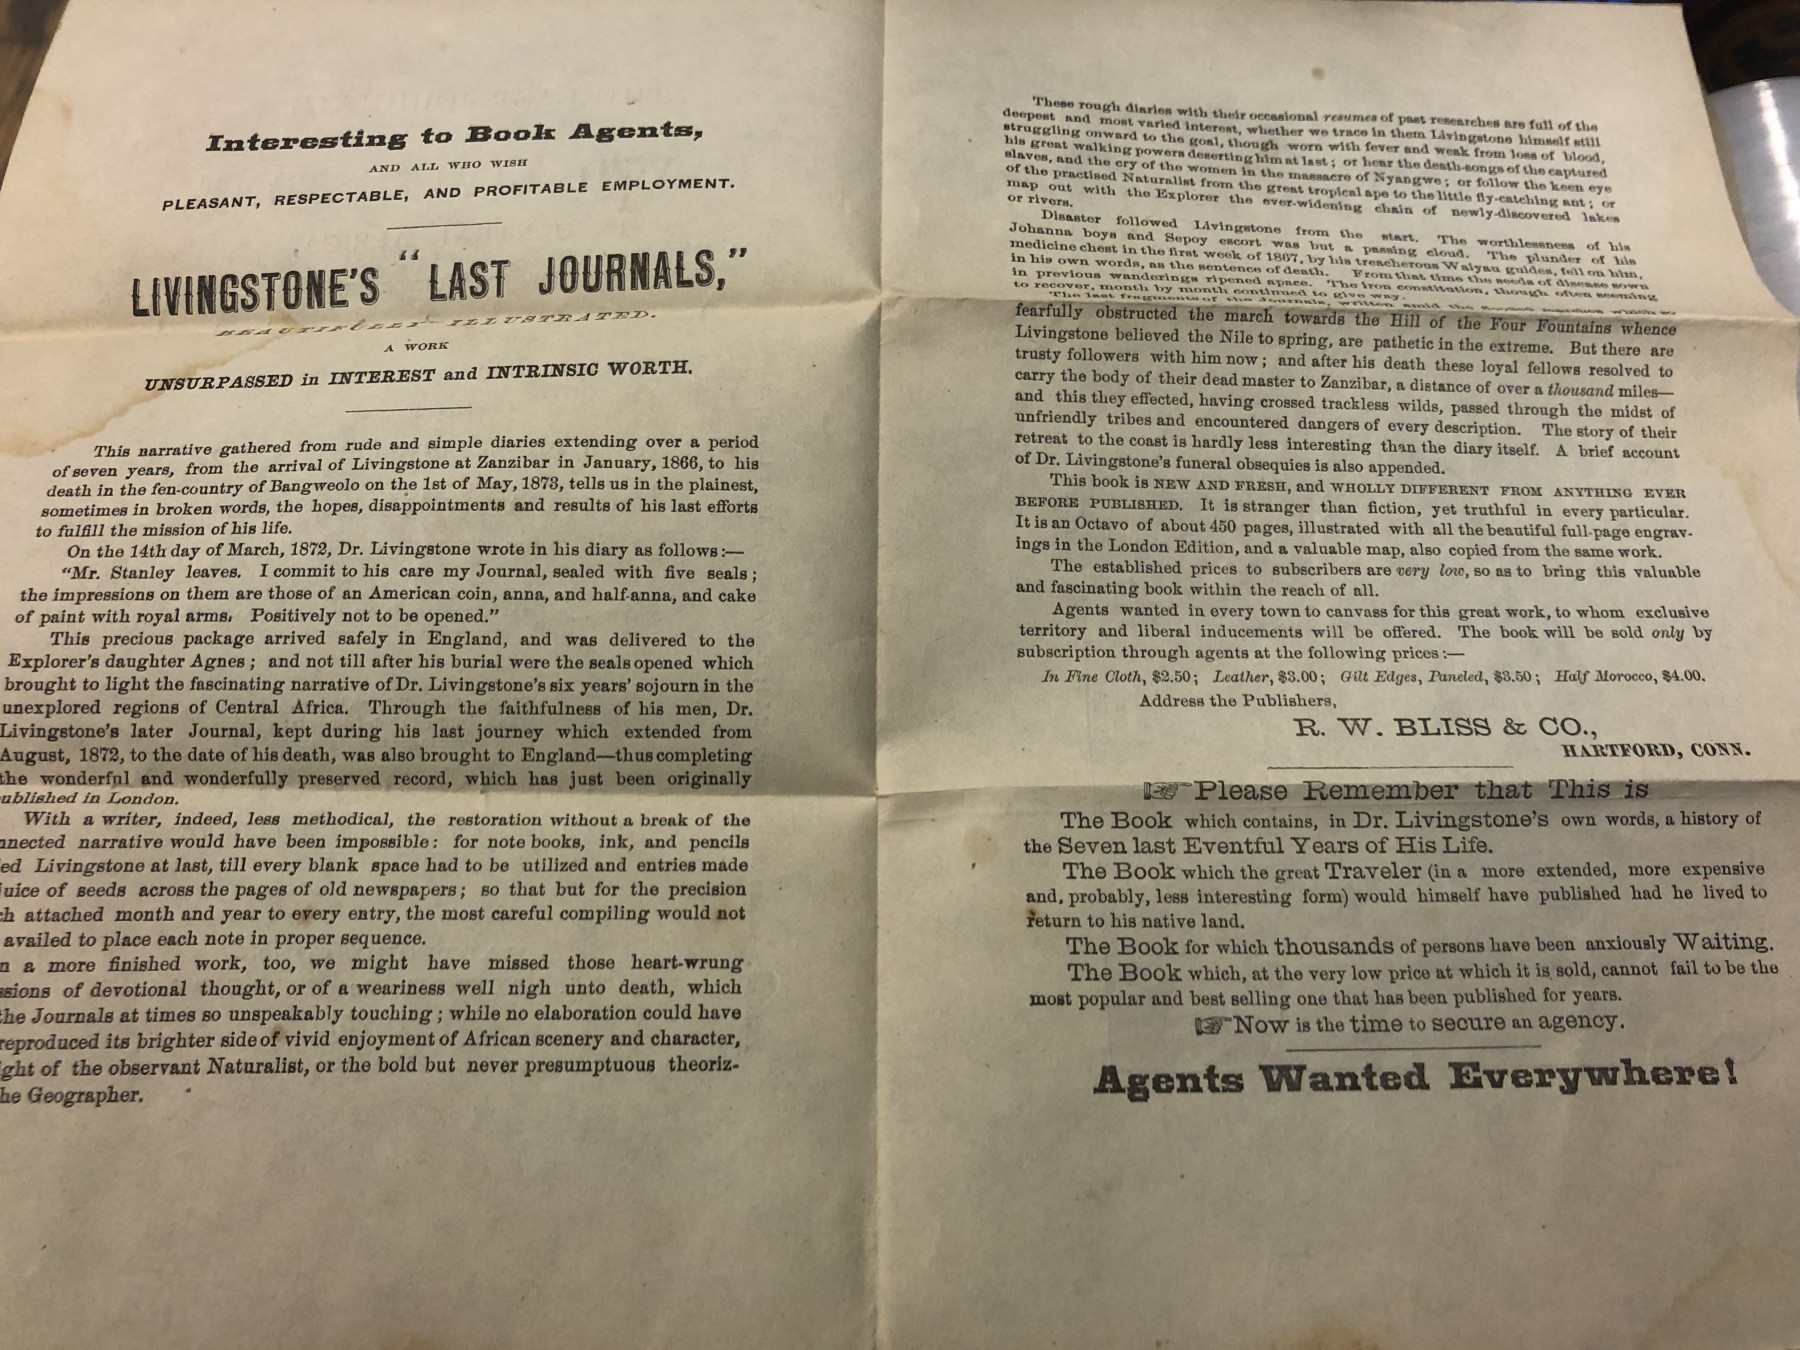 Interesting to Book Agents,
AND ALL WHO WISH
PLEASANT, RESPECTABLE, AND PROFITABLE EMPLOYMENT.
LIVINGSTONE'S “LAST JOURNALS,”
BEAUTIFULLY ILLUSTRATED.
A WORK
UNSURPASSED in INTEREST and INTRINSIC WORTH.
This narrative gathered from rude and simple diaries extending over a period
of seven years, from the arrival of Livingstone at Zanzibar in January, 1866, to his
death in the fen-country of Bangweolo on the 1st of May, 1873, tells us in the plainest,
sometimes in broken words, the hopes, disappointments and results of his last efforts
to fulfill the mission of his life.
On the 14th day of March, 1872, Dr. Livingstone wrote in his diary as follows:—
“Mr. Stanley leaves. I commit to his care my Journal, sealed with five seals;
the impressions on them are those of an American coin, anna, and half-anna, and cake
of paint with royal arms. Positively not to be opened.”
This precious package arrived safely in England, and was delivered to the
Explorer's daughter Agnes; and not till after his burial were the seals opened which
brought to light the fascinating narrative of Dr. Livingstone's six years' sojourn in the
unexplored regions of Central Africa. Through the faithfulness of his men, Dr.
Livingstone's later Journal, kept during his last journey which extended from
August, 1872, to the date of his death, was also brought to England—thus completing
the wonderful and wonderfully preserved record, which has just been originally
ublished in London.
With a writer, indeed, less methodical, the restoration without a break of the
nnected narrative would have been impossible: for note books, ink, and pencils
ed Livingstone at last, till every blank space had to be utilized and entries made
juice of seeds across the pages of old newspapers; so that but for the precision
ch attached month and year to every entry, the most careful compiling would not
availed to place each note in proper sequence.
n a more finished work, too, we might have missed those heart-wrung
ssions of devotional thought, or of a weariness well nigh unto death, which
the Journals at times so unspeakably touching; while no elaboration could have
reproduced its brighter side of vivid enjoyment of African scenery and character,
ght of the observant Naturalist, or the bold but never presumptuous theoriz-
he Geographer.
These rough diaries with their occasional resumes of past researches are full of the
deepest and most varied interest, whether we trace in them Livingstone himself still
struggling onward to the goal, though worn with fever and weak from loss of blood,
his great walking powers deserting him at last; or hear the death-songs of the captured
slaves, and the cry of the women in the massacre of Nyangwe; or follow the keen eye
of the practised Naturalist from the great tropical ape to the little fly-catching ant; or
map out with the Explorer the ever-widening chain of newly-discovered lakes
or rivers.
Disaster followed Livingstone from the start. The worthlessness of his
Johanna boys and Sepoy escort was but a passing cloud. The plunder of his
medicine chest in the first week of 1867, by his treacherous Waiyau guides, fell on him,
in his own words, as the sentence of death. From that time the seeds of disease sown
in previous wanderings ripened apace. The iron constitution, though often seeming
to recover, month by month continued to give way.
The last fragments of the Journals, written amid the
fearfully obstructed the march towards the Hill of the Four Fountains whence
Livingstone believed the Nile to spring, are pathetic in the extreme. But there are
trusty followers with him now; and after his death these loyal fellows resolved to
carry the body of their dead master to Zanzibar, a distance of over a thousand miles—
and this they effected, having crossed trackless wilds, passed through the midst of
unfriendly tribes and encountered dangers of every description. The story of their
retreat to the coast is hardly less interesting than the diary itself. A brief account
of Dr. Livingstone's funeral obsequies is also appended.
This book is NEW AND FRESH, and WHOLLY DIFFERENT FROM ANYTHING EVER
BEFORE PUBLISHED. It is stranger than fiction, yet truthful in every particular.
It is an Octavo of about 450 pages, illustrated with all the beautiful full-page engrav-
ings in the London Edition, and a valuable map, also copied from the same work.
The established prices to subscribers are very low, so as to bring this valuable
and fascinating book within the reach of all.
Agents wanted in every town to canvass for this great work, to whom exclusive
territory and liberal inducements will be offered. The book will be sold only by
subscription through agents at the following prices:—
In Fine Cloth, $2.50; Leather, $3.00; Gilt Edges, Paneled, $3.50; Half Morocco, $4.00.
Address the Publishers,
R. W. BLISS & CO.,
HARTFORD, CONN.
☞Please Remember that This is
The Book which contains, in Dr. Livingstone's own words, a history of
the Seven last Eventful Years of His Life.
The Book which the great Traveler (in a more extended, more expensive
and, probably, less interesting form) would himself have published had he lived to
return to his native land.
The Book for which thousands of persons have been anxiously Waiting.
The Book which, at the very low price at which it is sold, cannot fail to be the
most popular and best selling one that has been published for years.
☞Now is the time to secure an agency.
Agents Wanted Everywhere!